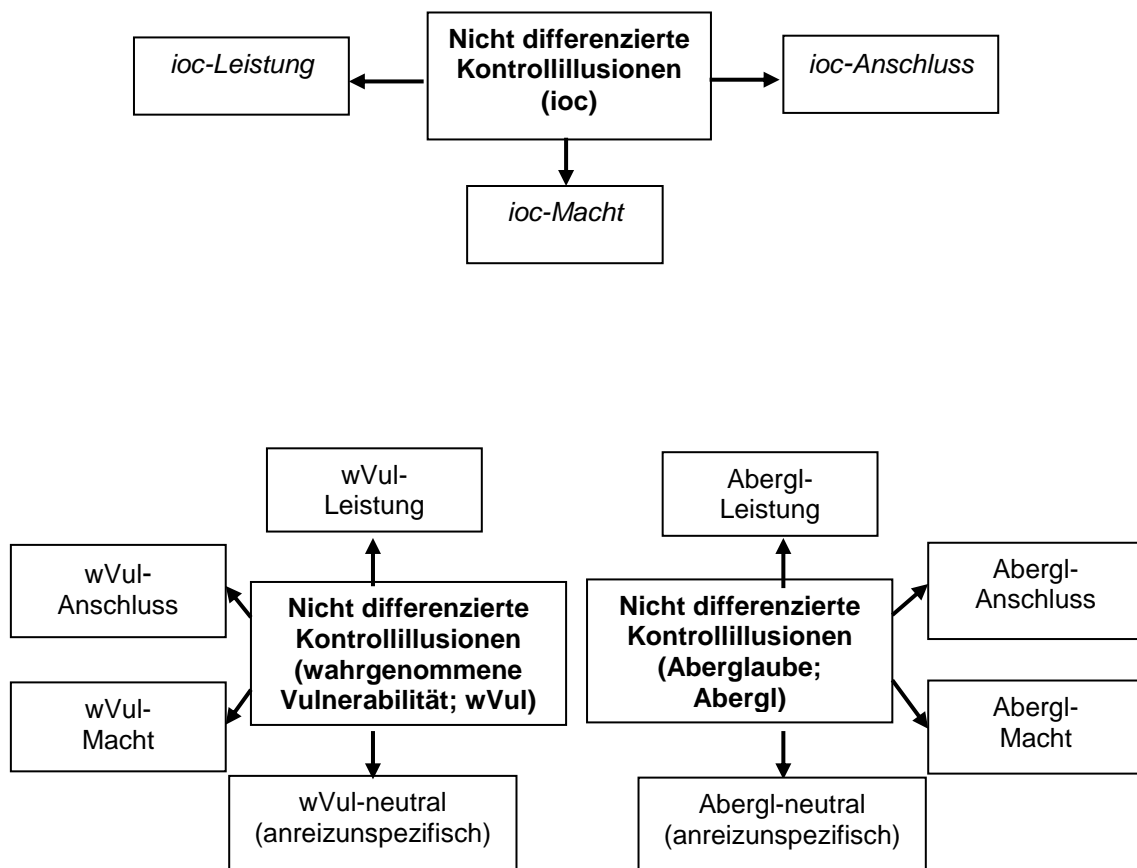 ioc-Leistung
Nicht differenzierte
Kontrollillusionen
(ioc)
ioc-Anschluss
ioc-Macht
wVul-
Leistung
Abergl-
Leistung
wVul-
Anschluss
Nicht differenzierte
Kontrollillusionen
(wahrgenommene
Vulnerabilität; wVul)
Nicht differenzierte
Kontrollillusionen
(Aberglaube;
Abergl)
Abergl-
Anschluss
wVul-
Macht
Abergl-
Macht
wVul-neutral
(anreizunspezifisch)
Abergl-neutral
(anreizunspezifisch)